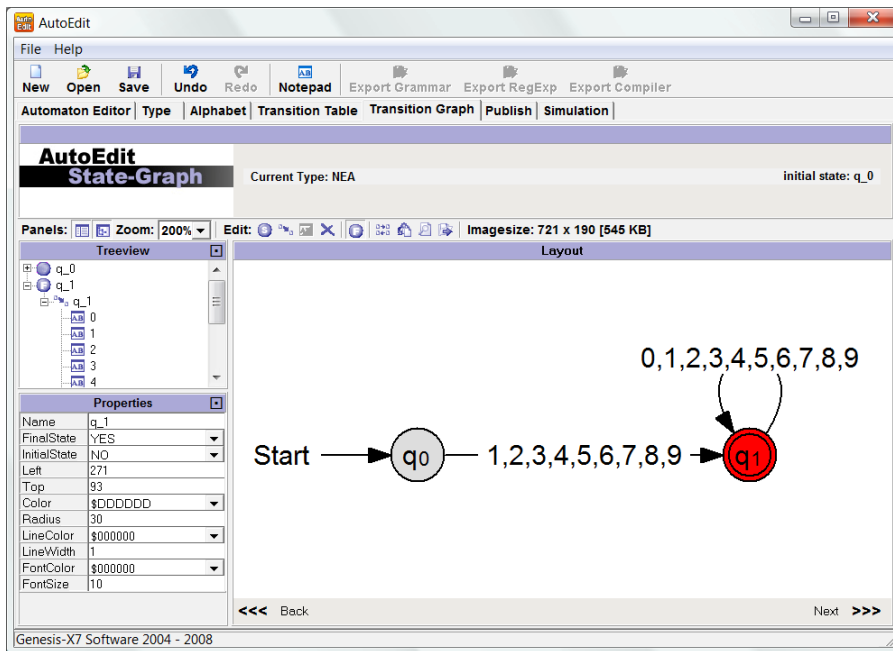 AutoEdit
File Help
New Open Save Undo Redo Notepad Export Grammar Export RegExp Export Compiler
Automaton Editor Type Alphabet Transition Table Transition Graph Publish Simulation
AutoEdit
State-Graph
Current Type: NEA
initial state: q_0
Panels: Zoom: 200% Edit: Imagesize: 721 x 190 [545 KB]
Treeview
q_0
q_1
q_1
AB 0
AB 1
AB 2
AB 3
AB 4
Properties
Name q_1
FinalState YES
InitialState NO
Left 271
Top 93
Color $DDDDDD
Radius 30
LineColor $000000
LineWidth 1
FontColor $000000
FontSize 10
Layout
0,1,2,3,4,5,6,7,8,9
Start q0 1,2,3,4,5,6,7,8,9 q1
<<< Back
Next >>>
Genesis-X7 Software 2004 - 2008